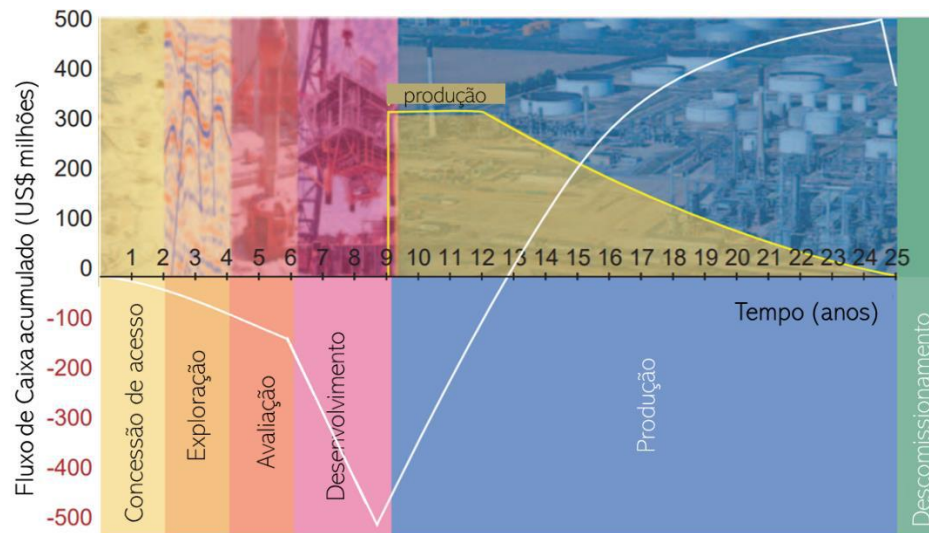 Fluxo de Caixa acumulado (US$ milhões)
500
400
300
200
100
0
-100
-200
-300
-400
-500
produção
1 2 3 4 5 6 7 8 9 10 11 12 13 14 15 16 17 18 19 20 21 22 23 24 25
Tempo (anos)
Concessão de acesso
Exploração
Avaliação
Desenvolvimento
Produção
Descomissionamento